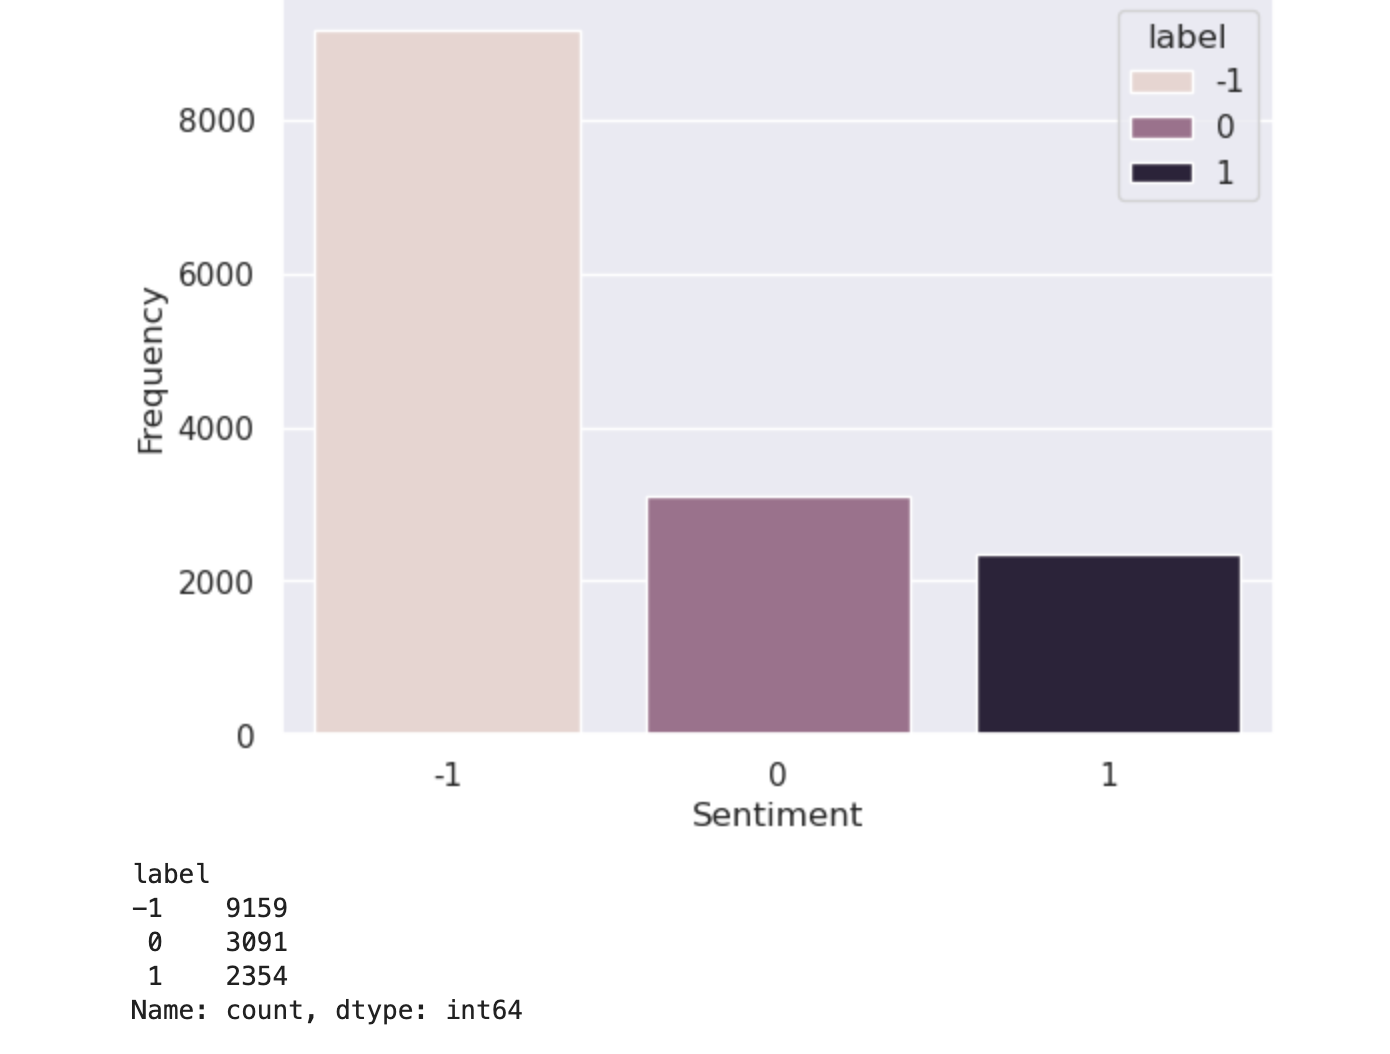 label
-1
0
1
8000
6000
4000
2000
0
Frequency
-1 0 1
Sentiment
label
-1 9159
0 3091
1 2354
Name: count, dtype: int64